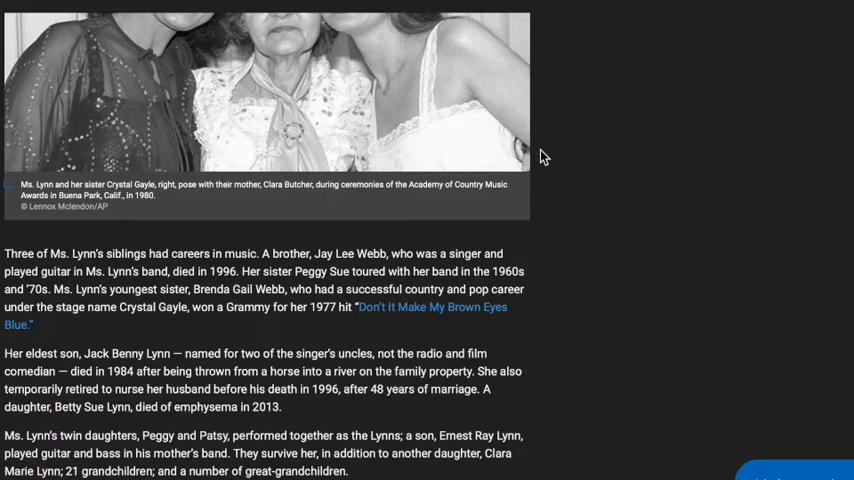 Ms. Lynn and her sister Crystal Gayle, right, pose with their mother, Clara Butcher, during ceremonies of the Academy of Country Music
Awards in Buena Park, Calif., in 1980.
© Lennox Mclendon/AP
Three of Ms. Lynn's siblings had careers in music. A brother, Jay Lee Webb, who was a singer and
played guitar in Ms. Lynn's band, died in 1996. Her sister Peggy Sue toured with her band in the 1960s
and '70s. Ms. Lynn's youngest sister, Brenda Gail Webb, who had a successful country and pop career
under the stage name Crystal Gayle, won a Grammy for her 1977 hit “Don't It Make My Brown Eyes
Blue.”
Her eldest son, Jack Benny Lynn — named for two of the singer's uncles, not the radio and film
comedian — died in 1984 after being thrown from a horse into a river on the family property. She also
temporarily retired to nurse her husband before his death in 1996, after 48 years of marriage. A
daughter, Betty Sue Lynn, died of emphysema in 2013.
Ms. Lynn's twin daughters, Peggy and Patsy, performed together as the Lynns; a son, Ernest Ray Lynn,
played guitar and bass in his mother's band. They survive her, in addition to another daughter, Clara
Marie Lynn; 21 grandchildren; and a number of great-grandchildren.